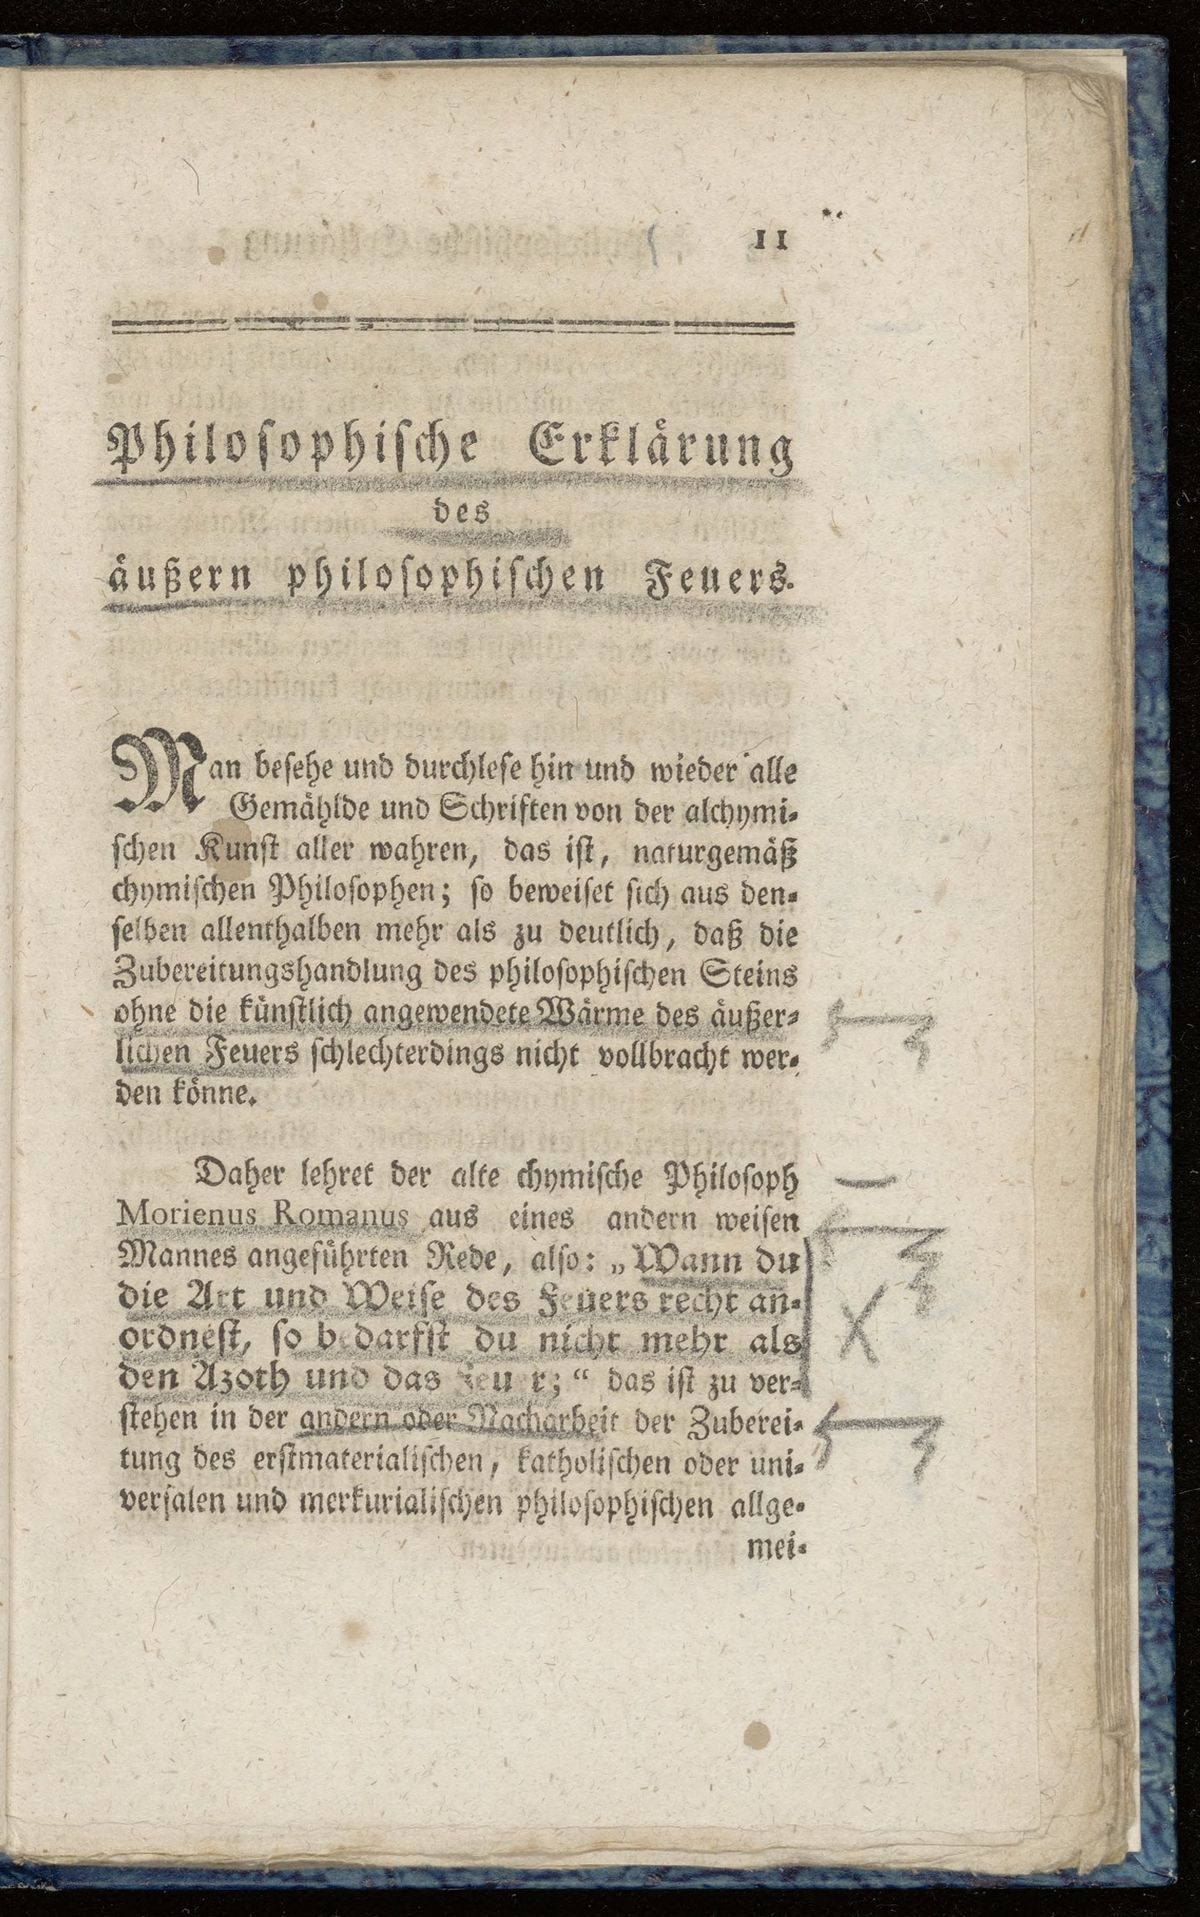 11
Philosophische Erklärung
des
äußern philosophischen Feuers.
Man besehe und durchlese hin und wieder alle
Gemählde und Schriften von der alchymi-
schen Kunst aller wahren, das ist, naturgemäß
chymischen Philosophen; so beweiset sich aus den-
selben allenthalben mehr als zu deutlich, daß die
Zubereitungshandlung des philosophischen Steins
ohne die künstlich angewendete Wärme des äußer-
lichen Feuers schlechterdings nicht vollbracht wer-
den könne.
Daher lehret der alte chymische Philosoph
Morienus Romanus aus eines andern weisen
Mannes angeführten Rede, also: „Wann du
die Art und Weise des Feuers recht an-
ordnest, so bedarfst du nicht mehr als
den Azoth und das Feuer;“ das ist zu ver-
stehen in der andern oder Nacharbeit der Zuberei-
tung des erstmaterialischen, katholischen oder uni-
versalen und merkurialischen philosophischen allge-
mei-